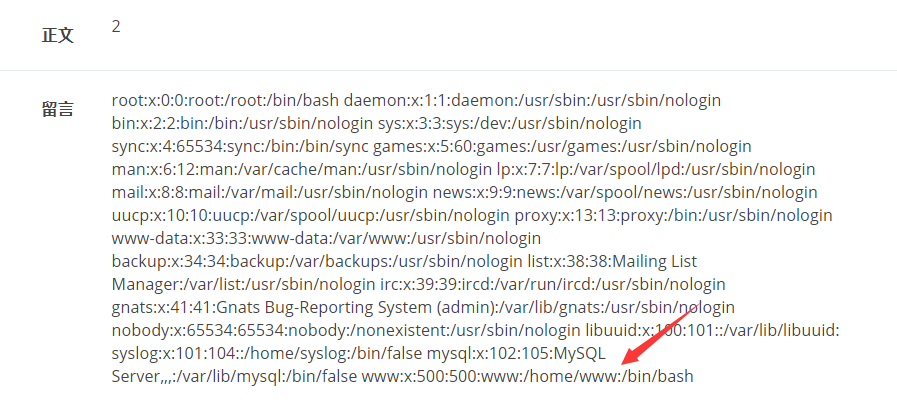 正文 2
留言 root:x:0:0:root:/root:/bin/bash daemon:x:1:1:daemon:/usr/sbin:/usr/sbin/nologin
bin:x:2:2:bin:/bin:/usr/sbin/nologin sys:x:3:3:sys:/dev:/usr/sbin/nologin
sync:x:4:65534:sync:/bin:/bin/sync games:x:5:60:games:/usr/games:/usr/sbin/nologin
man:x:6:12:man:/var/cache/man:/usr/sbin/nologin lp:x:7:7:lp:/var/spool/lpd:/usr/sbin/nologin
mail:x:8:8:mail:/var/mail:/usr/sbin/nologin news:x:9:9:news:/var/spool/news:/usr/sbin/nologin
uucp:x:10:10:uucp:/var/spool/uucp:/usr/sbin/nologin proxy:x:13:13:proxy:/bin:/usr/sbin/nologin
www-data:x:33:33:www-data:/var/www:/usr/sbin/nologin
backup:x:34:34:backup:/var/backups:/usr/sbin/nologin list:x:38:38:Mailing List
Manager:/var/list:/usr/sbin/nologin irc:x:39:39:ircd:/var/run/ircd:/usr/sbin/nologin
gnats:x:41:41:Gnats Bug-Reporting System (admin):/var/lib/gnats:/usr/sbin/nologin
nobody:x:65534:65534:nobody:/nonexistent:/usr/sbin/nologin libuuid:x:100:101::/var/lib/libuuid:
syslog:x:101:104::/home/syslog:/bin/false mysql:x:102:105:MySQL
Server,,,:/var/lib/mysql:/bin/false www:x:500:500:www:/home/www:/bin/bash